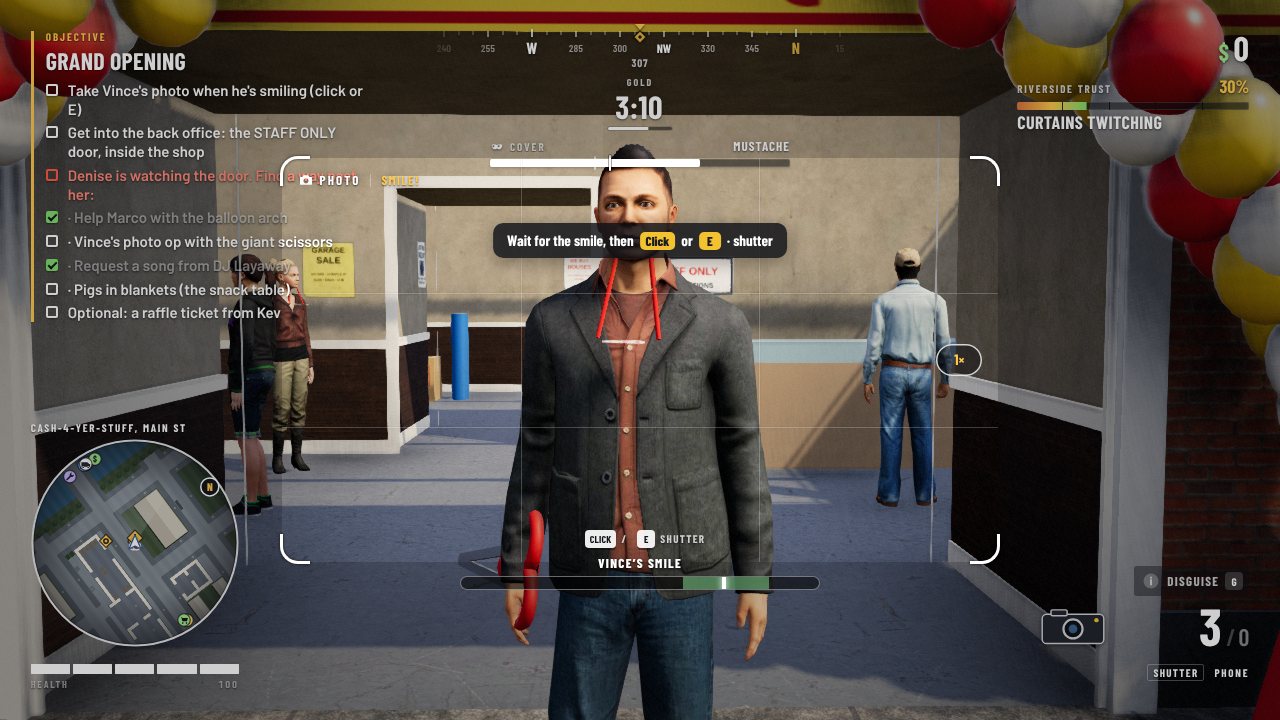 OBJECTIVE
GRAND OPENING
Take Vince's photo when he's smiling (click or
E)
Get into the back office: the STAFF ONLY
door, inside the shop
Denise is watching the door. Find a way past
her:
· Help Marco with the balloon arch
· Vince's photo op with the giant scissors
· Request a song from DJ Layaway
· Pigs in blankets (the snack table)
Optional: a raffle ticket from Kev
240 255 W 285 300 NW 330 345 N 15
307
GOLD
3:10
COVER MUSTACHE
$0
RIVERSIDE TRUST 30%
CURTAINS TWITCHING
PHOTO SMILE!
Wait for the smile, then Click or E · shutter
GARAGE
SALE
FF ONLY
1×
CLICK / E SHUTTER
VINCE'S SMILE
CASH-4-YER-STUFF, MAIN ST
N
HEALTH 100
i DISGUISE G
3 / 0
SHUTTER PHONE